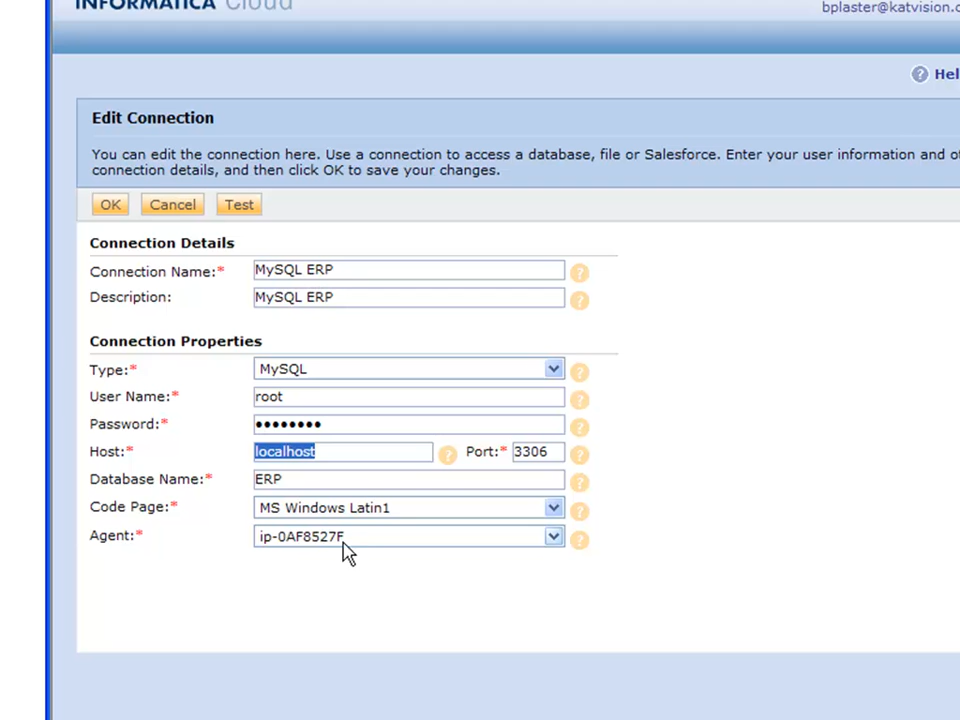 INFORMATICA Cloud
bplaster@katvision.c
Hel
Edit Connection
You can edit the connection here. Use a connection to access a database, file or Salesforce. Enter your user information and o
connection details, and then click OK to save your changes.
OK Cancel Test
Connection Details
Connection Name:* MySQL ERP
Description: MySQL ERP
Connection Properties
Type:* MySQL
User Name:* root
Password:* ••••••••
Host:* localhost Port:* 3306
Database Name:* ERP
Code Page:* MS Windows Latin1
Agent:* ip-0AF8527F